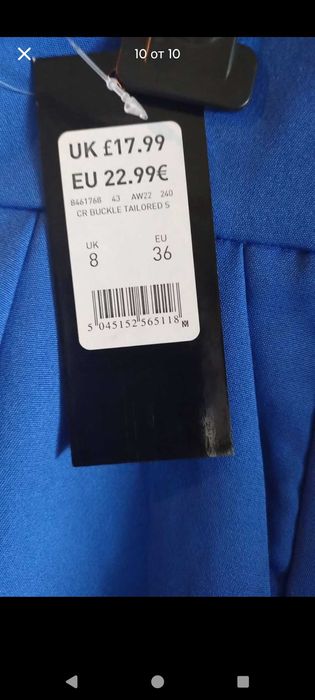 10 от 10
UK £17.99
EU 22.99€
8461768 43 AW22 240
CR BUCKLE TAILORED S
UK EU
8 36
5 045152 565118